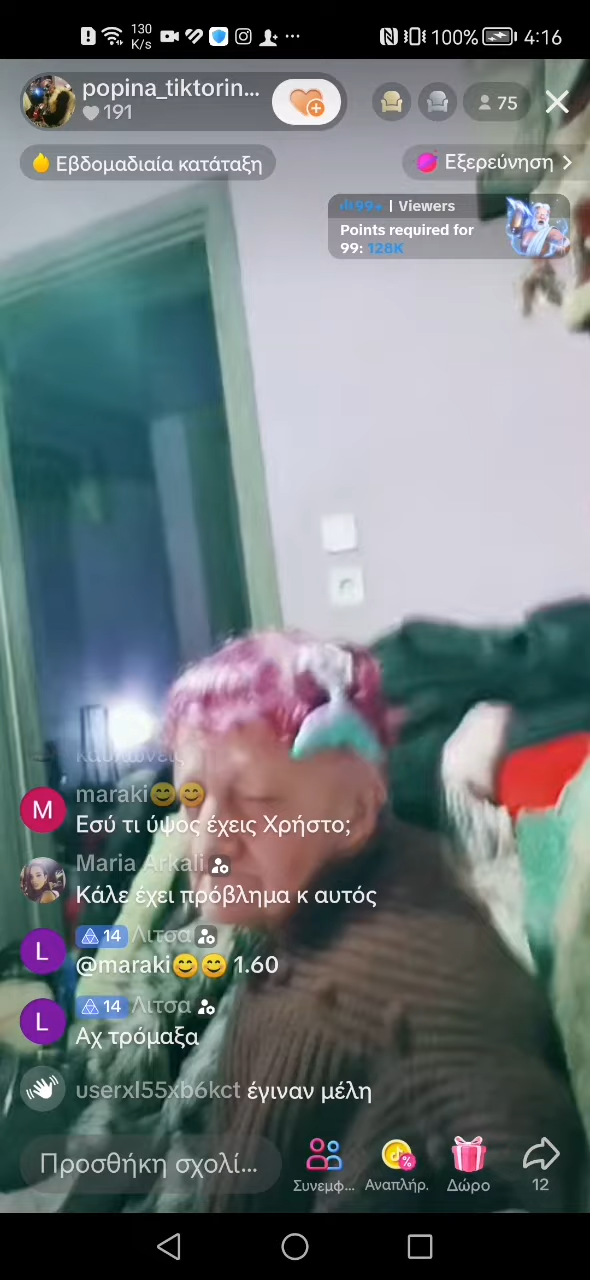 130
K/s
100%
4:16
popina_tiktorin...
191
75
Εβδομαδιαία κατάταξη
Εξερεύνηση
99+ | Viewers
Points required for
99: 128K
maraki😊😊
Εσύ τι ύψος έχεις Χρήστο;
Maria Arkali
Κάλε έχει πρόβλημα κ αυτός
14 Λιτσα
@maraki😊😊 1.60
14 Λιτσα
Αχ τρόμαξα
userxl55xb6kct έγιναν μέλη
Προσθήκη σχολί...
Συνεμφ...
Αναπλήρ.
Δώρο
12
M
L
L